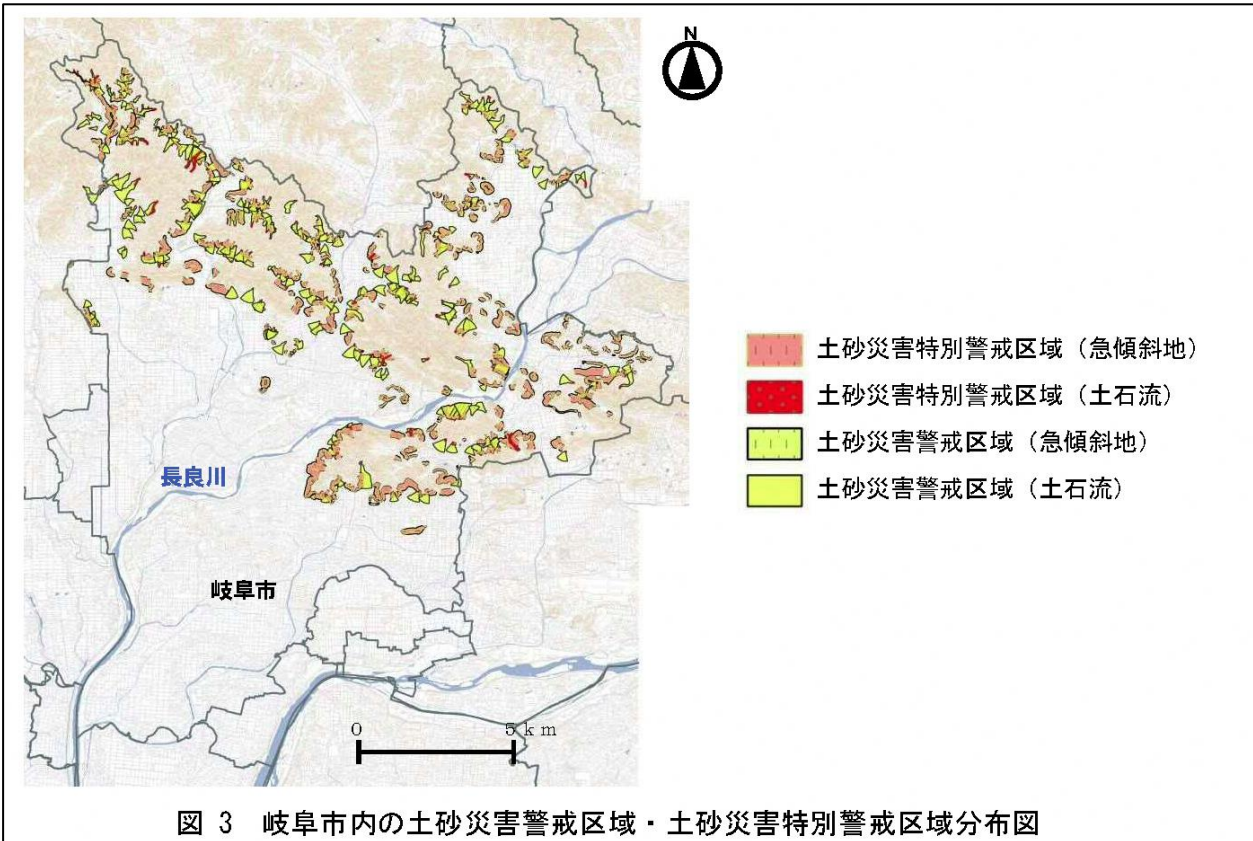 N
土砂災害特別警戒区域（急傾斜地）
土砂災害特別警戒区域（土石流）
土砂災害警戒区域（急傾斜地）
土砂災害警戒区域（土石流）
長良川
岐阜市
0 5km
図 3 岐阜市内の土砂災害警戒区域・土砂災害特別警戒区域分布図